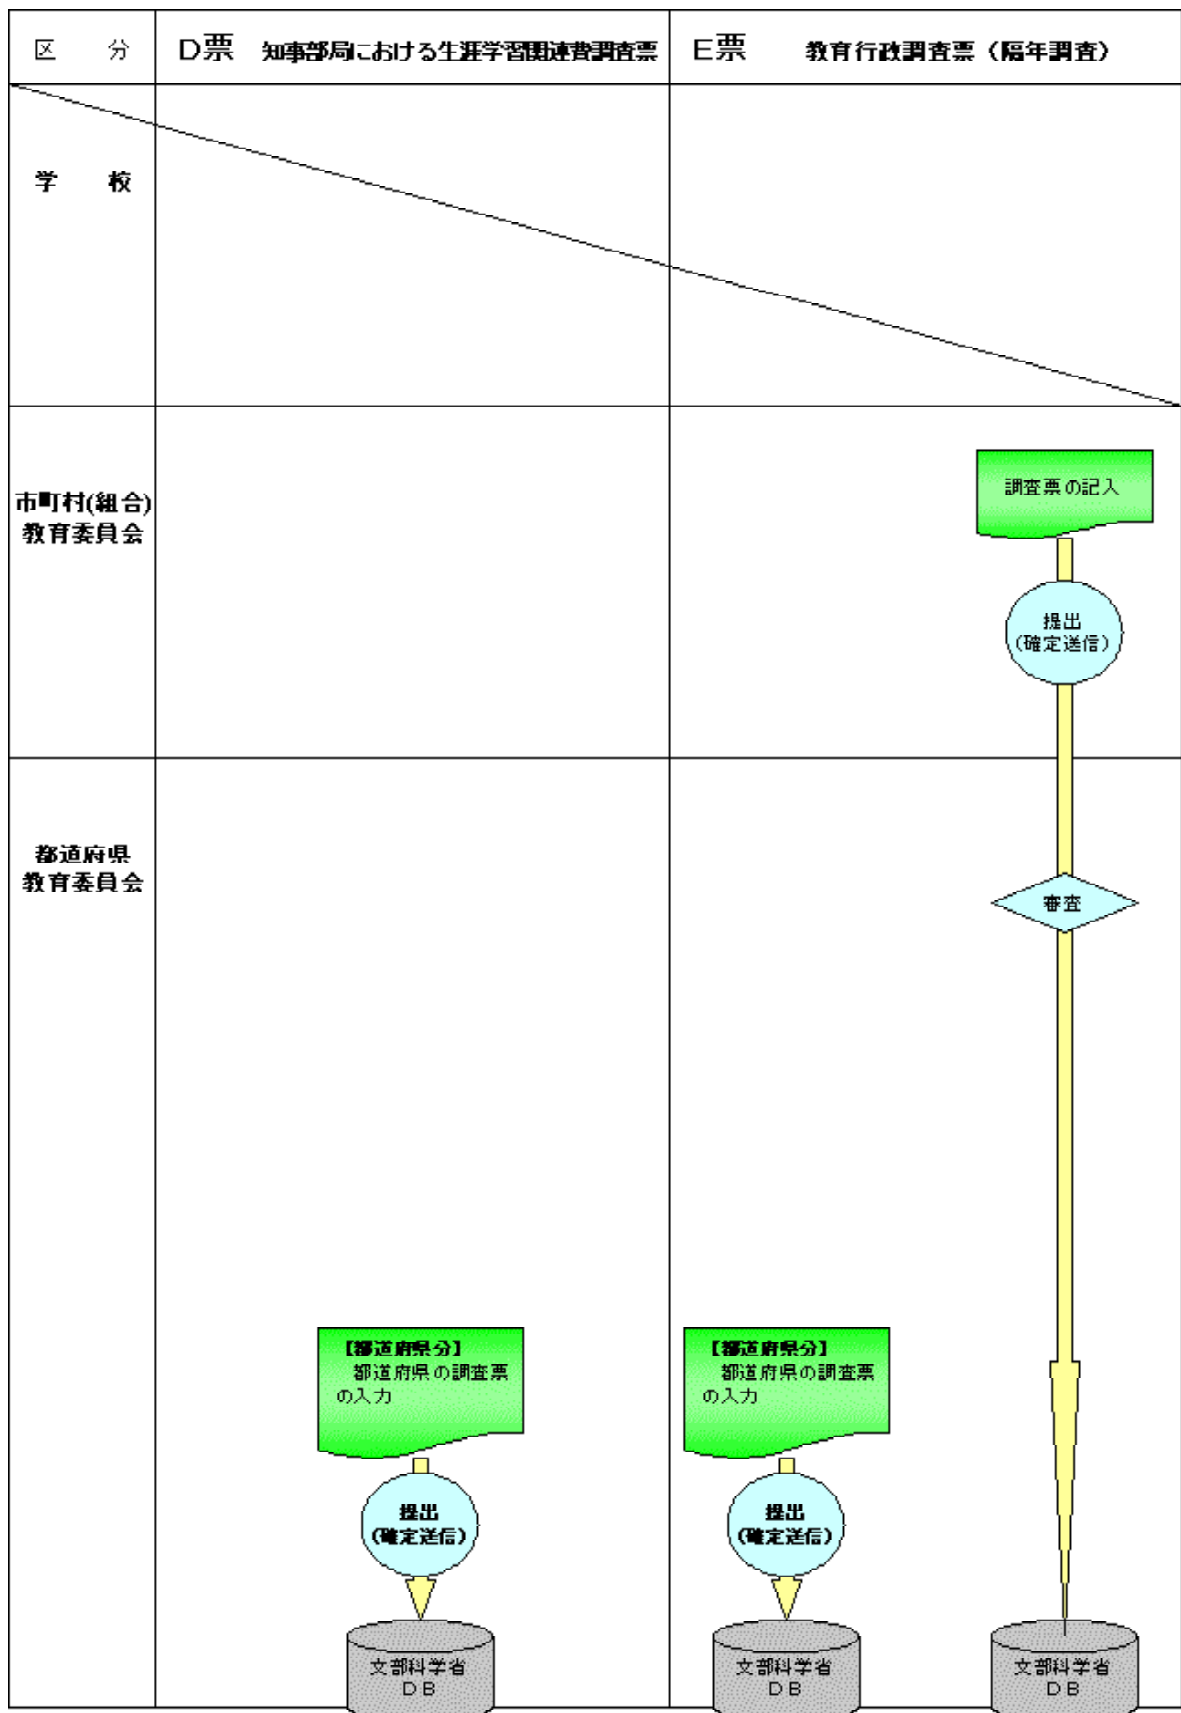 区　分
D票　知事部局における生涯学習関連費調査票
E票　教育行政調査票（隔年調査）
学　校
市町村(組合)
教育委員会
調査票の記入
提出
(確定送信)
都道府県
教育委員会
審査
【都道府県分】
都道府県の調査票
の入力
提出
(確定送信)
文部科学省
ＤＢ
【都道府県分】
都道府県の調査票
の入力
提出
(確定送信)
文部科学省
ＤＢ
文部科学省
ＤＢ